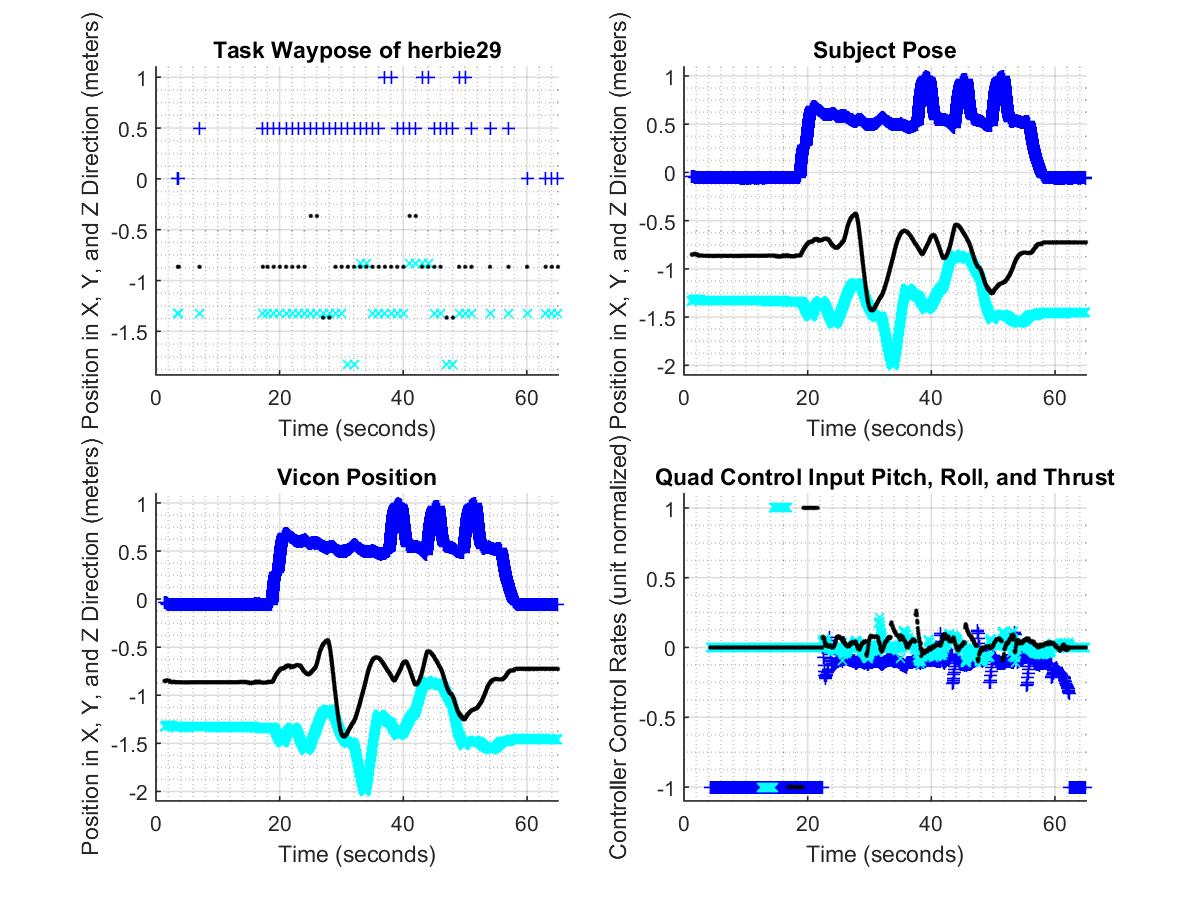 Task Waypose of herbie29
Position in X, Y, and Z Direction (meters)
1
0.5
0
-0.5
-1
-1.5
0 20 40 60
Time (seconds)
Subject Pose
Position in X, Y, and Z Direction (meters)
1
0.5
0
-0.5
-1
-1.5
-2
0 20 40 60
Time (seconds)
Vicon Position
Position in X, Y, and Z Direction (meters)
1
0.5
0
-0.5
-1
-1.5
-2
0 20 40 60
Time (seconds)
Quad Control Input Pitch, Roll, and Thrust
Controller Control Rates (unit normalized)
1
0.5
0
-0.5
-1
0 20 40 60
Time (seconds)